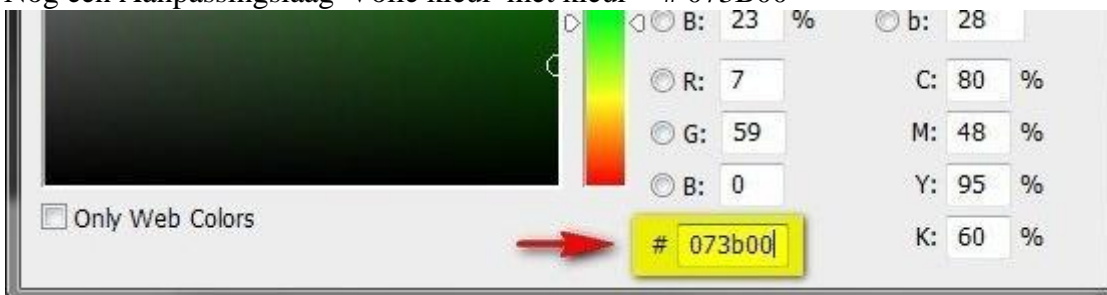 Nog een Aanpassingslaag 'Volle kleur' met kleur = # 073B00
B: 23 % b: 28
R: 7 C: 80 %
G: 59 M: 48 %
B: 0 Y: 95 %
Only Web Colors
# 073b00 K: 60 %